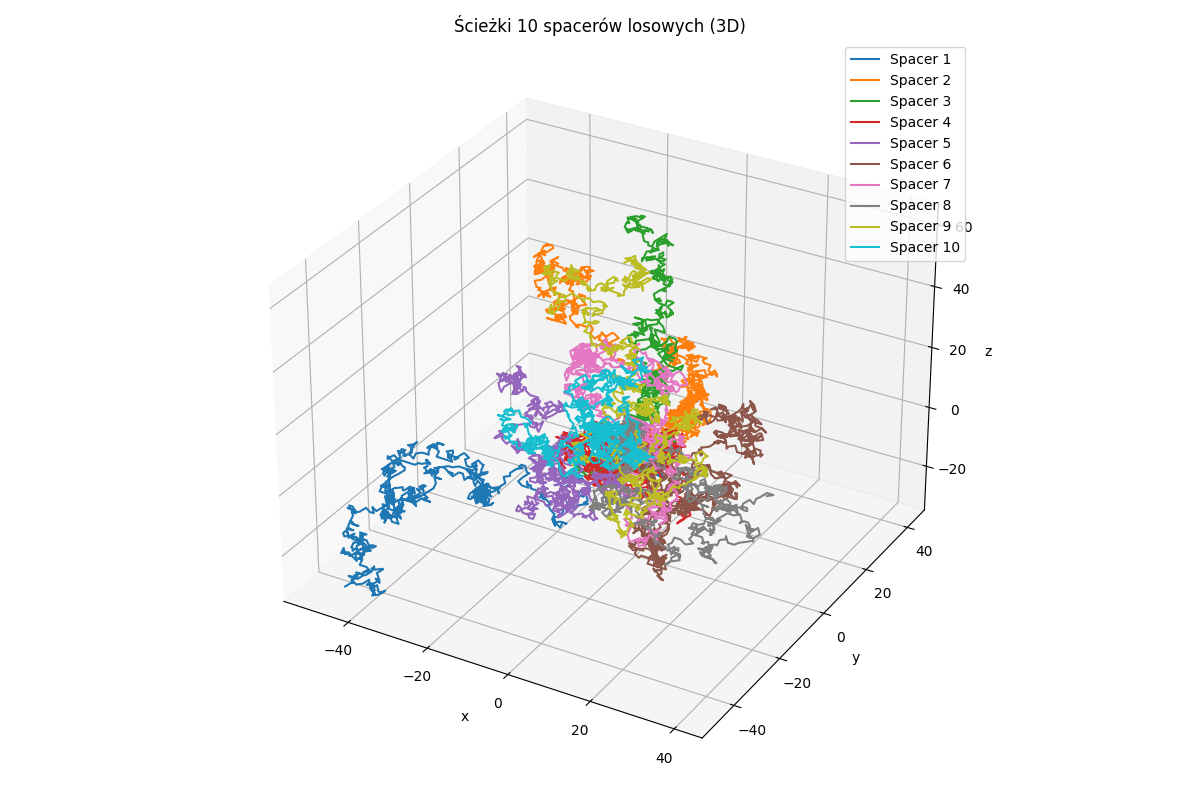 Ścieżki 10 spacerów losowych (3D)
Spacer 1
Spacer 2
Spacer 3
Spacer 4
Spacer 5
Spacer 6
Spacer 7
Spacer 8
Spacer 9
Spacer 10
60
40
20
0
−20
z
40
20
0
−20
−40
y
−40
−20
0
20
40
x